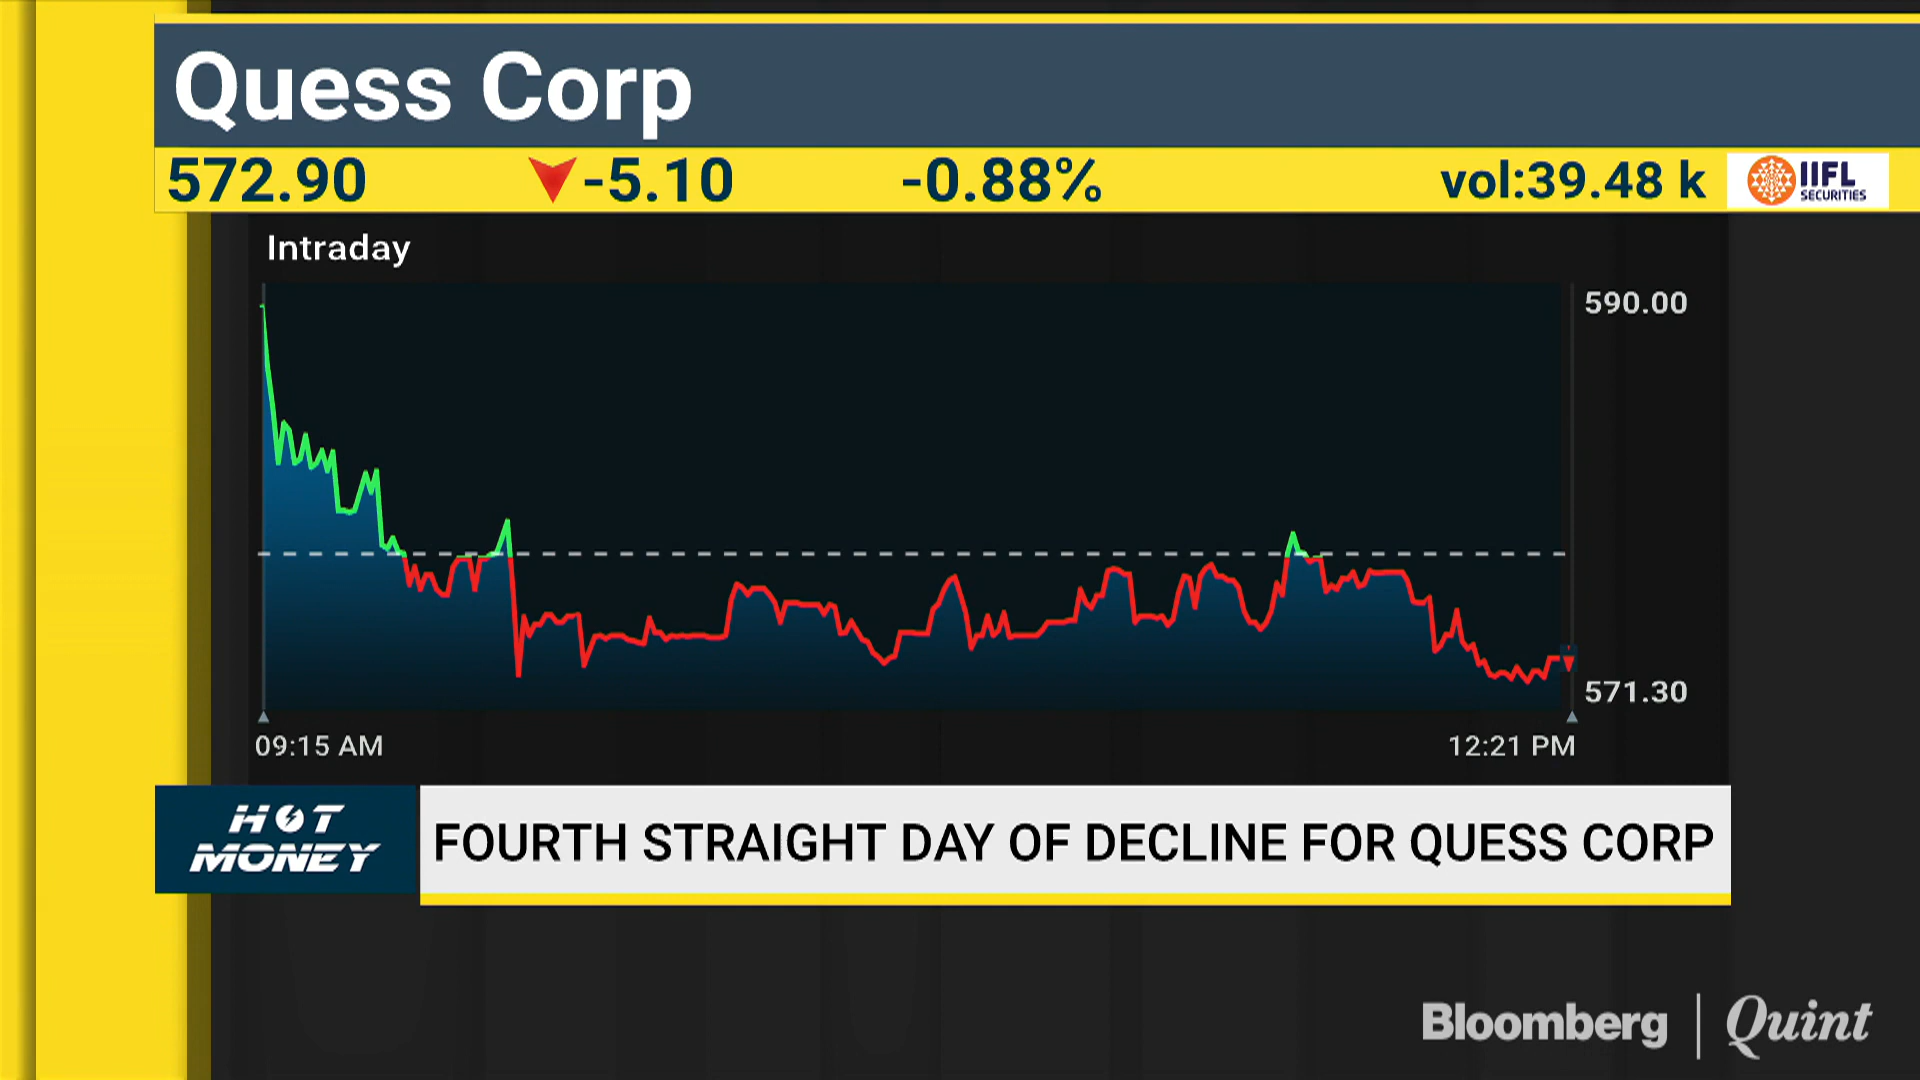 Quess Corp
572.90 -5.10 -0.88% vol:39.48 k IIFL SECURITIES
Intraday
590.00
571.30
09:15 AM 12:21 PM
HOT MONEY
FOURTH STRAIGHT DAY OF DECLINE FOR QUESS CORP
Bloomberg | Quint